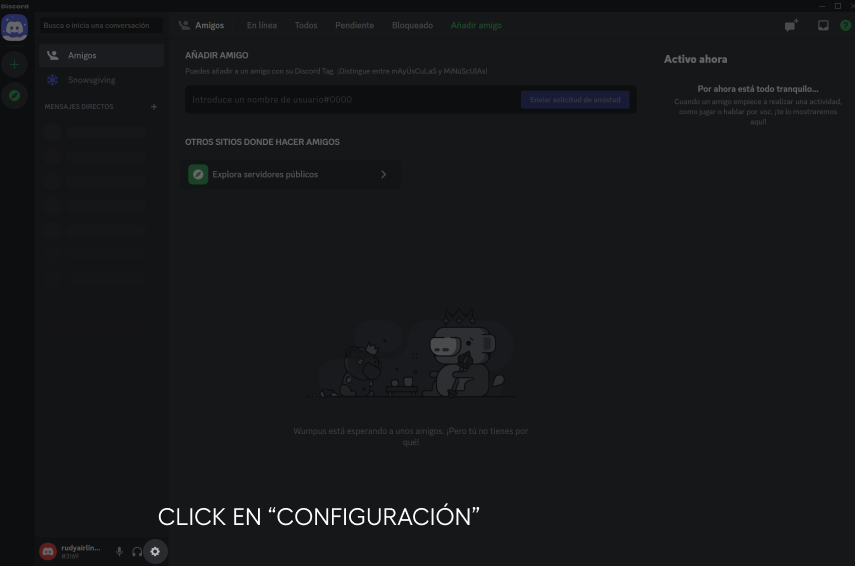 Discord
Busca o inicia una conversación
Amigos
En línea
Todos
Pendiente
Bloqueado
Añadir amigo
Amigos
Snowsgiving
MENSAJES DIRECTOS
AÑADIR AMIGO
Puedes añadir a un amigo con su Discord Tag. ¡Distingue entre mAyÚsCuLaS y MiNúScUlAs!
Introduce un nombre de usuario#0000
Enviar solicitud de amistad
OTROS SITIOS DONDE HACER AMIGOS
Explora servidores públicos
Activo ahora
Por ahora está todo tranquilo...
Cuando un amigo empiece a realizar una actividad,
como jugar o hablar por voz, ¡te lo mostraremos
aquí!
Wumpus está esperando a unos amigos. ¡Pero tú no tienes por
qué!
CLICK EN “CONFIGURACIÓN”
rudyairlin...
#3169